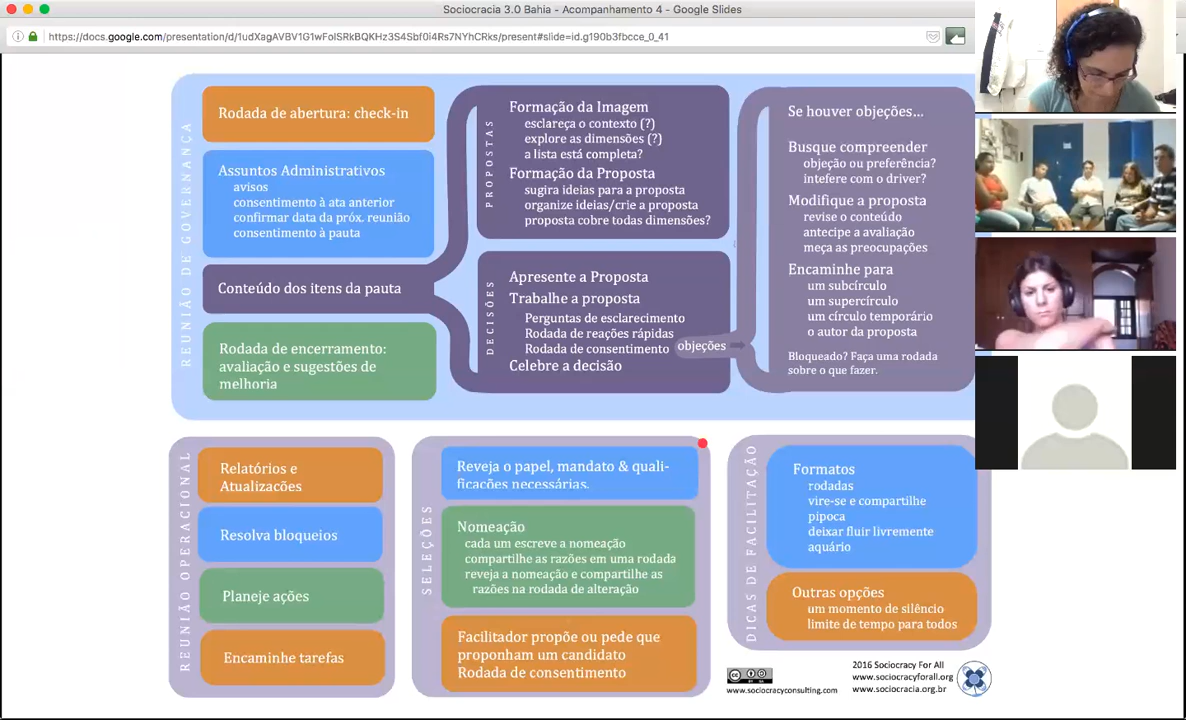 Sociocracia 3.0 Bahia - Acompanhamento 4 - Google Slides
https://docs.google.com/presentation/d/1udXagAVBV1G1wFolSRkBQKHz3S4Sbf0i4Rs7NYhCRks/present#slide=id.g190b3fbcce_0_41
REUNIÃO DE GOVERNANÇA
Rodada de abertura: check-in
Assuntos Administrativos
avisos
consentimento à ata anterior
confirmar data da próx. reunião
consentimento à pauta
Conteúdo dos itens da pauta
Rodada de encerramento:
avaliação e sugestões de
melhoria
PROPOSTAS
Formação da Imagem
esclareça o contexto (?)
explore as dimensões (?)
a lista está completa?
Formação da Proposta
sugira ideias para a proposta
organize ideias/crie a proposta
proposta cobre todas dimensões?
DECISÕES
Apresente a Proposta
Trabalhe a proposta
Perguntas de esclarecimento
Rodada de reações rápidas
Rodada de consentimento
objeções
Celebre a decisão
Se houver objeções...
Busque compreender
objeção ou preferência?
intefere com o driver?
Modifique a proposta
revise o conteúdo
antecipe a avaliação
meça as preocupações
Encaminhe para
um subcírculo
um supercírculo
um círculo temporário
o autor da proposta
Bloqueado? Faça uma rodada
sobre o que fazer.
REUNIÃO OPERACIONAL
Relatórios e
Atualizações
Resolva bloqueios
Planeje ações
Encaminhe tarefas
SELEÇÕES
Reveja o papel, mandato & quali-
ficações necessárias.
Nomeação
cada um escreve a nomeação
compartilhe as razões em uma rodada
reveja a nomeação e compartilhe as
razões na rodada de alteração
Facilitador propõe ou pede que
proponham um candidato
Rodada de consentimento
DICAS DE FACILITAÇÃO
Formatos
rodadas
vire-se e compartilhe
pipoca
deixar fluir livremente
aquário
Outras opções
um momento de silêncio
limite de tempo para todos
www.sociocracyconsulting.com
2016 Sociocracy For All
www.sociocracyforall.org
www.sociocracia.org.br